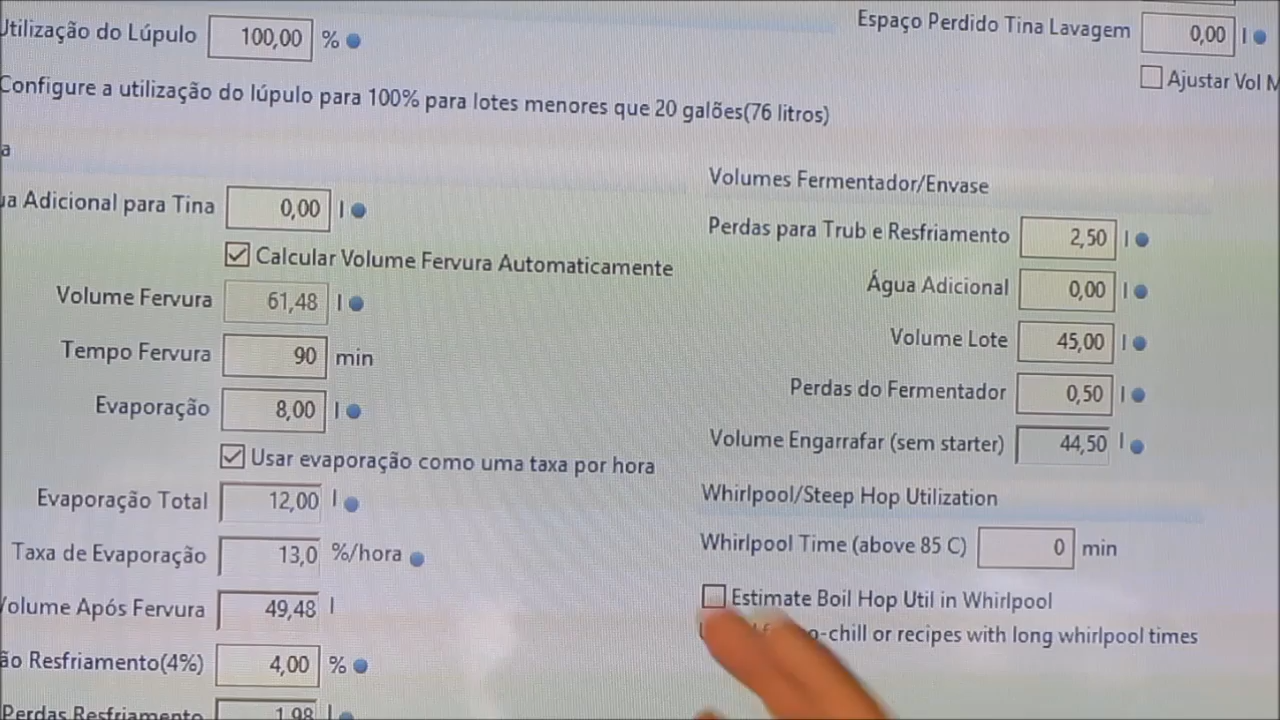 Utilização do Lúpulo 100,00 %
Espaço Perdido Tina Lavagem 0,00 l
Ajustar Vol
Configure a utilização do lúpulo para 100% para lotes menores que 20 galões(76 litros)
Adicional para Tina 0,00 l
Calcular Volume Fervura Automaticamente
Volume Fervura 61,48 l
Tempo Fervura 90 min
Evaporação 8,00 l
Usar evaporação como uma taxa por hora
Evaporação Total 12,00 l
Taxa de Evaporação 13,0 %/hora
Volume Após Fervura 49,48 l
Resfriamento(4%) 4,00 %
Perdas Resfriamento 1,98 l
Volumes Fermentador/Envase
Perdas para Trub e Resfriamento 2,50 l
Água Adicional 0,00 l
Volume Lote 45,00 l
Perdas do Fermentador 0,50 l
Volume Engarrafar (sem starter) 44,50 l
Whirlpool/Steep Hop Utilization
Whirlpool Time (above 85 C) 0 min
Estimate Boil Hop Util in Whirlpool
-chill or recipes with long whirlpool times